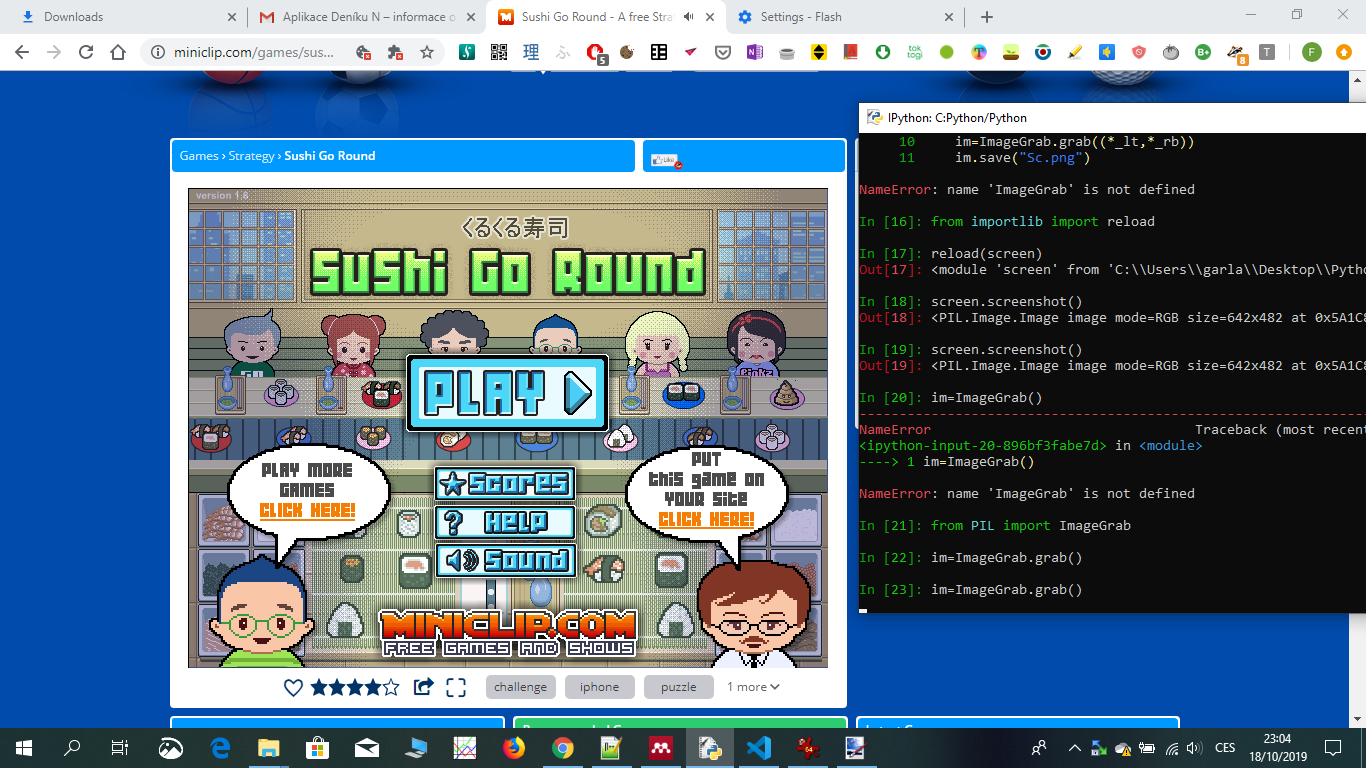 Downloads
Aplikace Deníku N – informace o
Sushi Go Round - A free Stra
Settings - Flash
miniclip.com/games/sus...
Games › Strategy › Sushi Go Round
Like
version 1,8
くるくる寿司
Sushi Go Round
PLAY
PLAY MORE
GAMES
CLICK HERE!
PUT
this game on
your site
CLICK HERE!
Scores
Help
Sound
MINICLIP.COM
FREE GAMES AND SHOWS
challenge
iphone
puzzle
1 more
IPython: C:Python/Python
10 im=ImageGrab.grab((*_lt,*_rb))
11 im.save("Sc.png")
NameError: name 'ImageGrab' is not defined
In [16]: from importlib import reload
In [17]: reload(screen)
Out[17]: <module 'screen' from 'C:\\Users\\garla\\Desktop\\Pytho
In [18]: screen.screenshot()
Out[18]: <PIL.Image.Image image mode=RGB size=642x482 at 0x5A1C8
In [19]: screen.screenshot()
Out[19]: <PIL.Image.Image image mode=RGB size=642x482 at 0x5A1C8
In [20]: im=ImageGrab()
NameError Traceback (most recent
<ipython-input-20-896bf3fabe7d> in <module>
----> 1 im=ImageGrab()
NameError: name 'ImageGrab' is not defined
In [21]: from PIL import ImageGrab
In [22]: im=ImageGrab.grab()
In [23]: im=ImageGrab.grab()
CES
23:04
18/10/2019